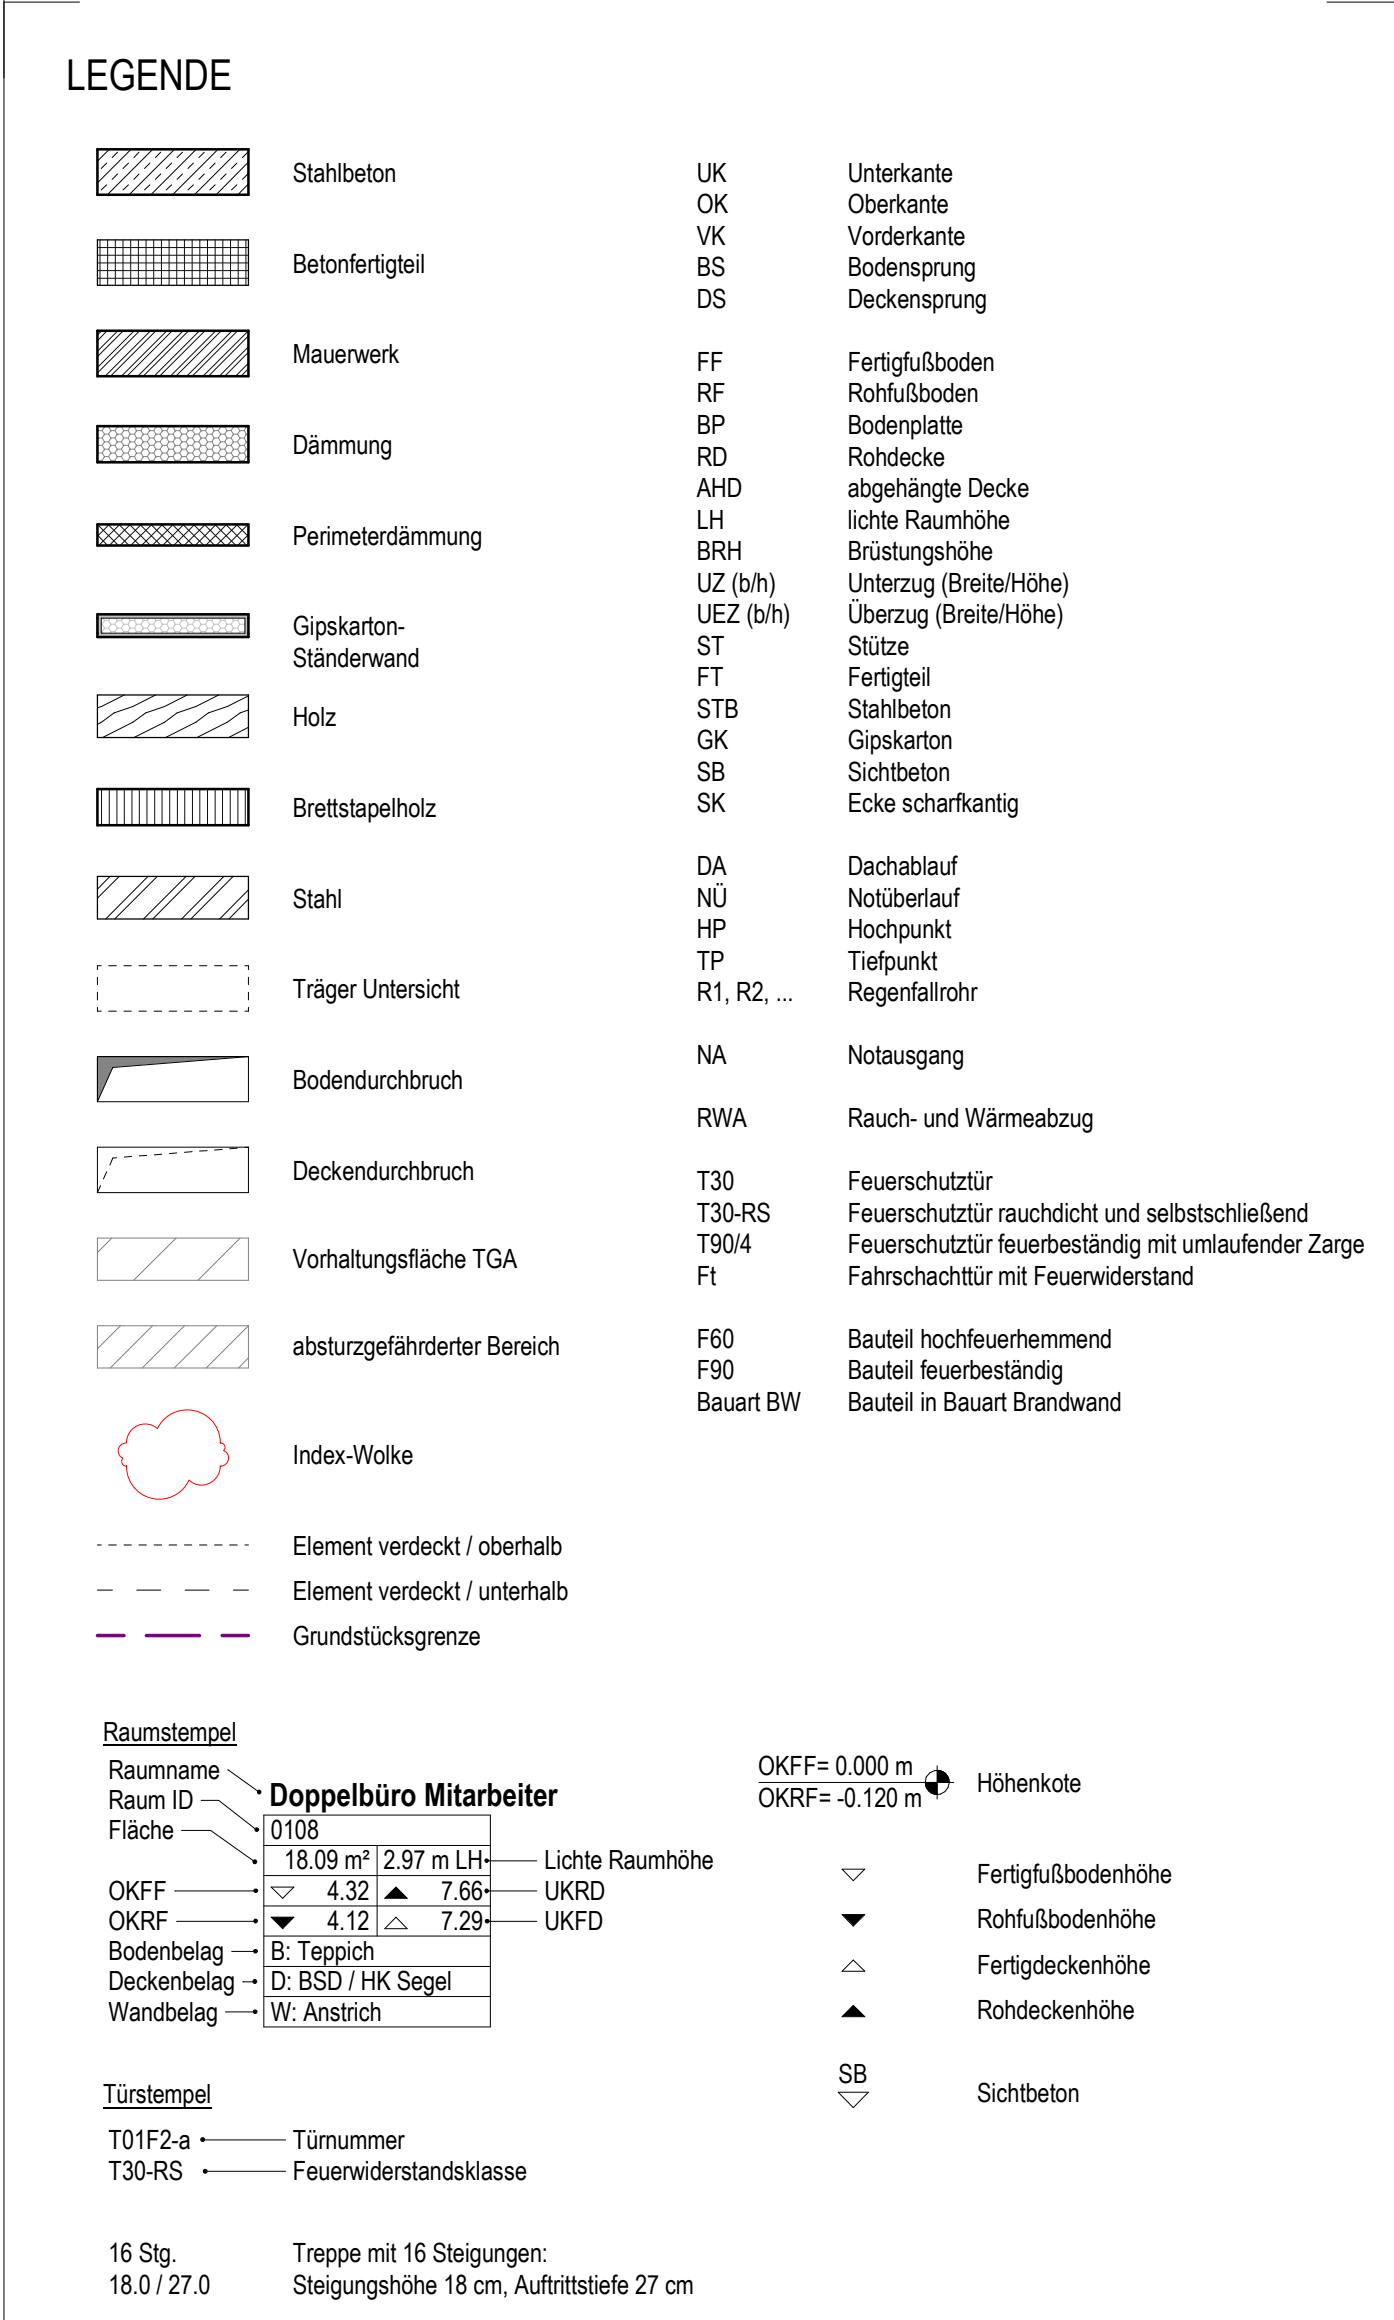 LEGENDE
Stahlbeton
Betonfertigteil
Mauerwerk
Dämmung
Perimeterdämmung
Gipskarton-
Ständerwand
Holz
Brettstapelholz
Stahl
Träger Untersicht
Bodendurchbruch
Deckendurchbruch
Vorhaltungsfläche TGA
absturzgefährderter Bereich
Index-Wolke
Element verdeckt / oberhalb
Element verdeckt / unterhalb
Grundstücksgrenze
UK Unterkante
OK Oberkante
VK Vorderkante
BS Bodensprung
DS Deckensprung
FF Fertigfußboden
RF Rohfußboden
BP Bodenplatte
RD Rohdecke
AHD abgehängte Decke
LH lichte Raumhöhe
BRH Brüstungshöhe
UZ (b/h) Unterzug (Breite/Höhe)
UEZ (b/h) Überzug (Breite/Höhe)
ST Stütze
FT Fertigteil
STB Stahlbeton
GK Gipskarton
SB Sichtbeton
SK Ecke scharfkantig
DA Dachablauf
NÜ Notüberlauf
HP Hochpunkt
TP Tiefpunkt
R1, R2, ... Regenfallrohr
NA Notausgang
RWA Rauch- und Wärmeabzug
T30 Feuerschutztür
T30-RS Feuerschutztür rauchdicht und selbstschließend
T90/4 Feuerschutztür feuerbeständig mit umlaufender Zarge
Ft Fahrschachttür mit Feuerwiderstand
F60 Bauteil hochfeuerhemmend
F90 Bauteil feuerbeständig
Bauart BW Bauteil in Bauart Brandwand
Raumstempel
Raumname Doppelbüro Mitarbeiter
Raum ID 0108
Fläche 18.09 m² 2.97 m LH Lichte Raumhöhe
OKFF 4.32 7.66 UKRD
OKRF 4.12 7.29 UKFD
Bodenbelag B: Teppich
Deckenbelag D: BSD / HK Segel
Wandbelag W: Anstrich
OKFF= 0.000 m
OKRF= -0.120 m
Höhenkote
Fertigfußbodenhöhe
Rohfußbodenhöhe
Fertigdeckenhöhe
Rohdeckenhöhe
SB
Sichtbeton
Türstempel
T01F2-a Türnummer
T30-RS Feuerwiderstandsklasse
16 Stg. Treppe mit 16 Steigungen:
18.0 / 27.0 Steigungshöhe 18 cm, Auftrittstiefe 27 cm